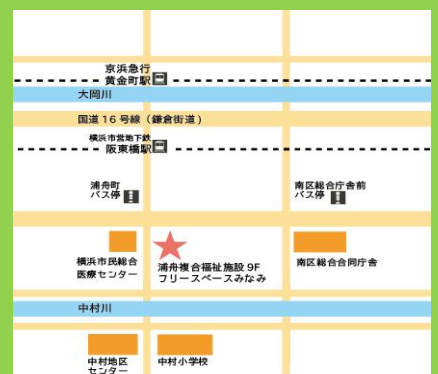 京浜急行
黄金町駅
大岡川
国道16号線（鎌倉街道）
横浜市営地下鉄
阪東橋駅
浦舟町
バス停
南区総合庁舎前
バス停
横浜市民総合
医療センター
浦舟複合福祉施設 9F
フリースペースみなみ
南区総合合同庁舎
中村川
中村地区
センター
中村小学校